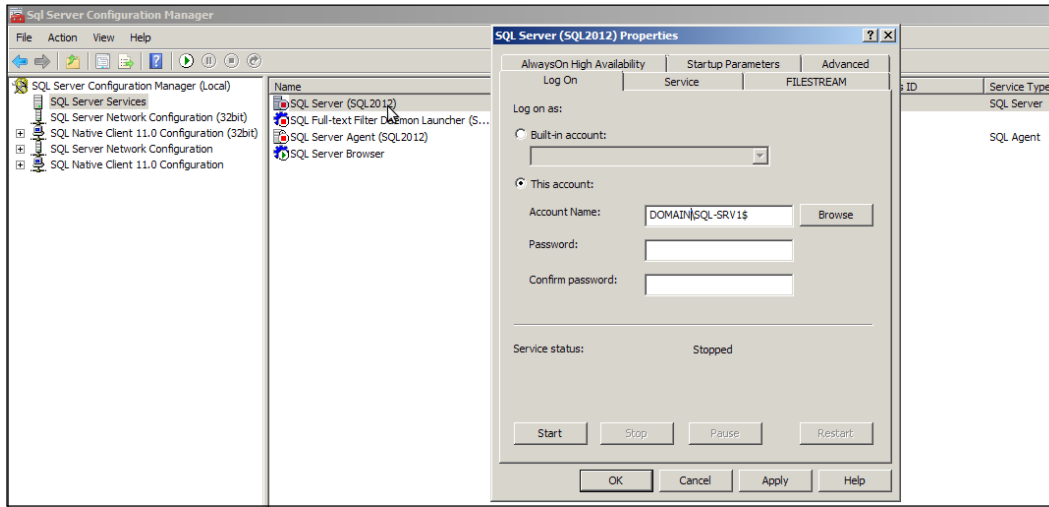 Sql Server Configuration Manager
File Action View Help
SQL Server Configuration Manager (Local)
SQL Server Services
SQL Server Network Configuration (32bit)
SQL Native Client 11.0 Configuration (32bit)
SQL Server Network Configuration
SQL Native Client 11.0 Configuration
Name
SQL Server (SQL2012)
SQL Full-text Filter Daemon Launcher (S...
SQL Server Agent (SQL2012)
SQL Server Browser
SQL Server (SQL2012) Properties
AlwaysOn High Availability Startup Parameters Advanced
Log On Service FILESTREAM
Log on as:
Built-in account:
This account:
Account Name: DOMAIN\SQL-SRV1$ Browse
Password:
Confirm password:
Service status: Stopped
Start Stop Pause Restart
OK Cancel Apply Help
s ID Service Type
SQL Server
SQL Agent